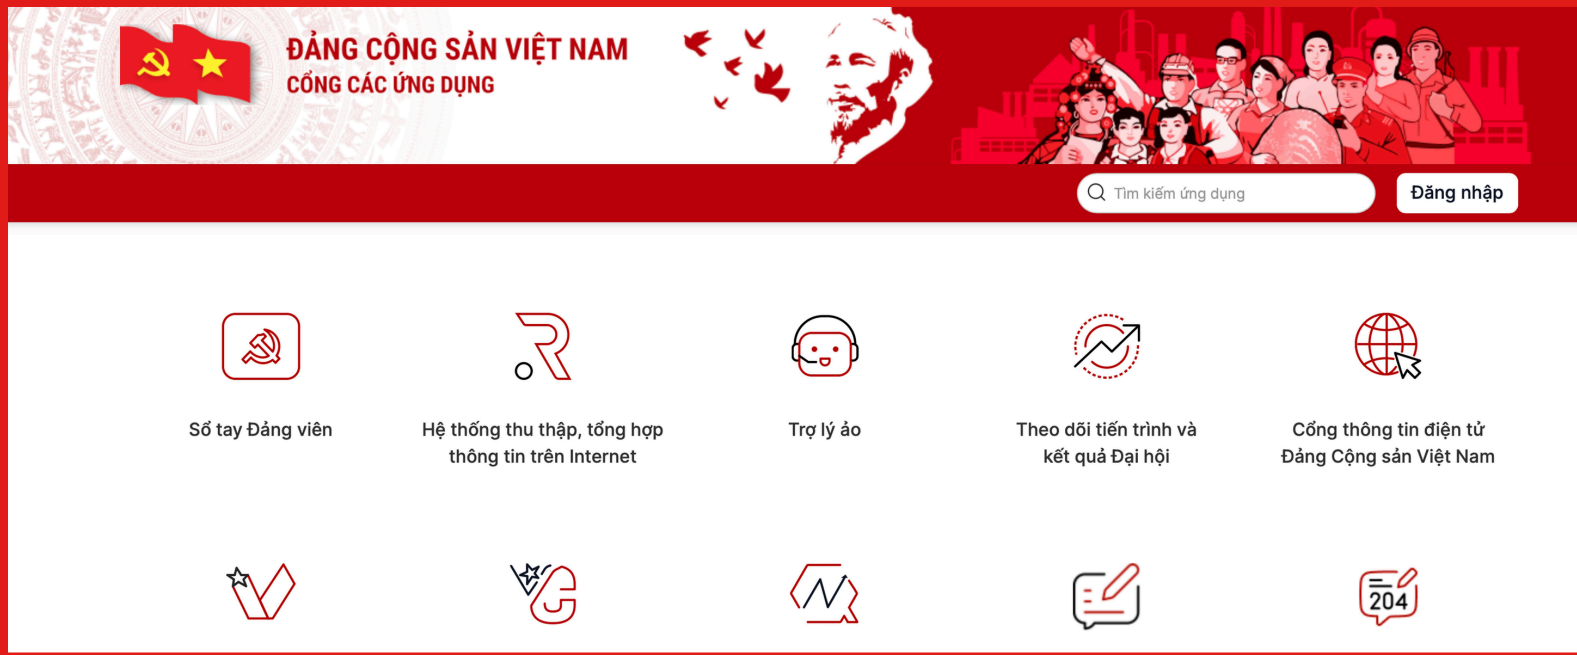 ĐẢNG CỘNG SẢN VIỆT NAM
CỔNG CÁC ỨNG DỤNG
Tìm kiếm ứng dụng
Đăng nhập
Sổ tay Đảng viên
Hệ thống thu thập, tổng hợp
thông tin trên Internet
Trợ lý ảo
Theo dõi tiến trình và
kết quả Đại hội
Cổng thông tin điện tử
Đảng Cộng sản Việt Nam
204